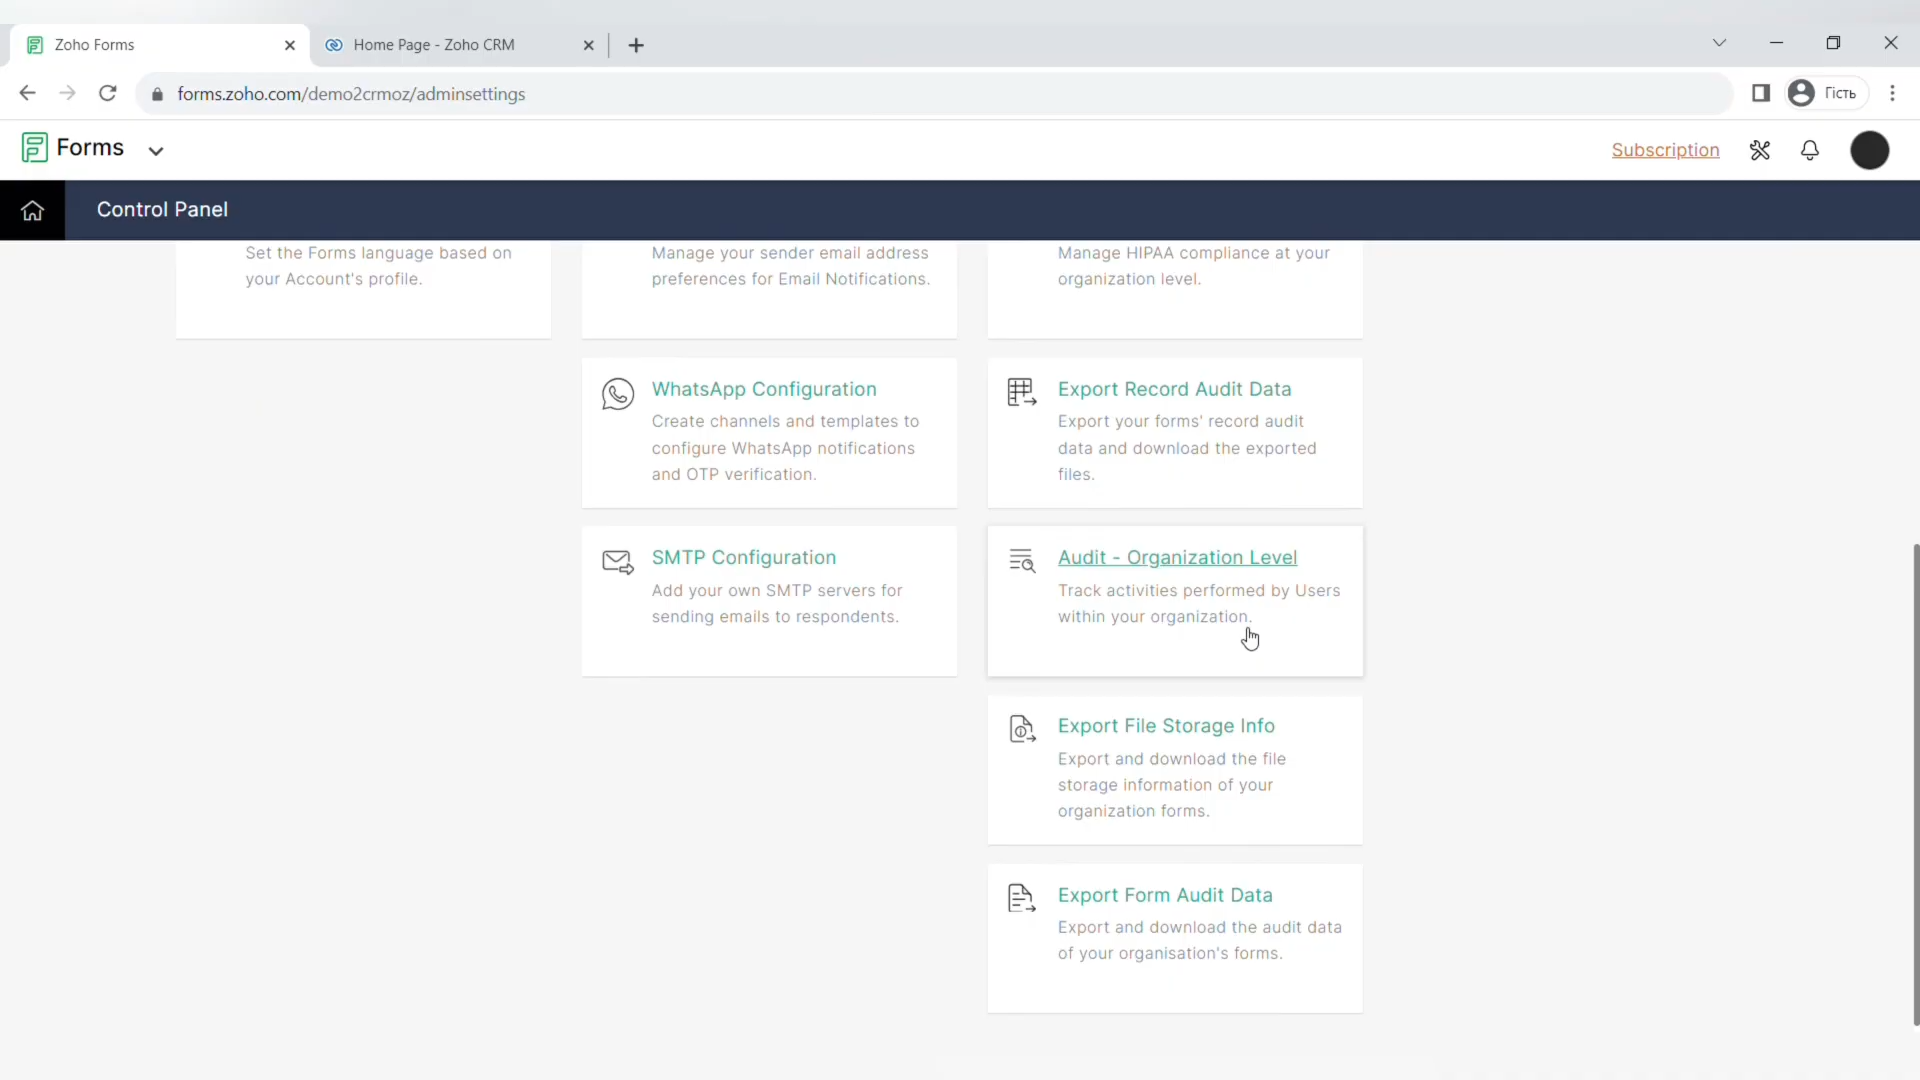 Zoho Forms
Home Page - Zoho CRM
forms.zoho.com/demo2crmoz/adminsettings
Гість
Forms
Subscription
Control Panel
Set the Forms language based on
your Account's profile.
Manage your sender email address
preferences for Email Notifications.
Manage HIPAA compliance at your
organization level.
WhatsApp Configuration
Create channels and templates to
configure WhatsApp notifications
and OTP verification.
Export Record Audit Data
Export your forms' record audit
data and download the exported
files.
SMTP Configuration
Add your own SMTP servers for
sending emails to respondents.
Audit - Organization Level
Track activities performed by Users
within your organization.
Export File Storage Info
Export and download the file
storage information of your
organization forms.
Export Form Audit Data
Export and download the audit data
of your organisation's forms.